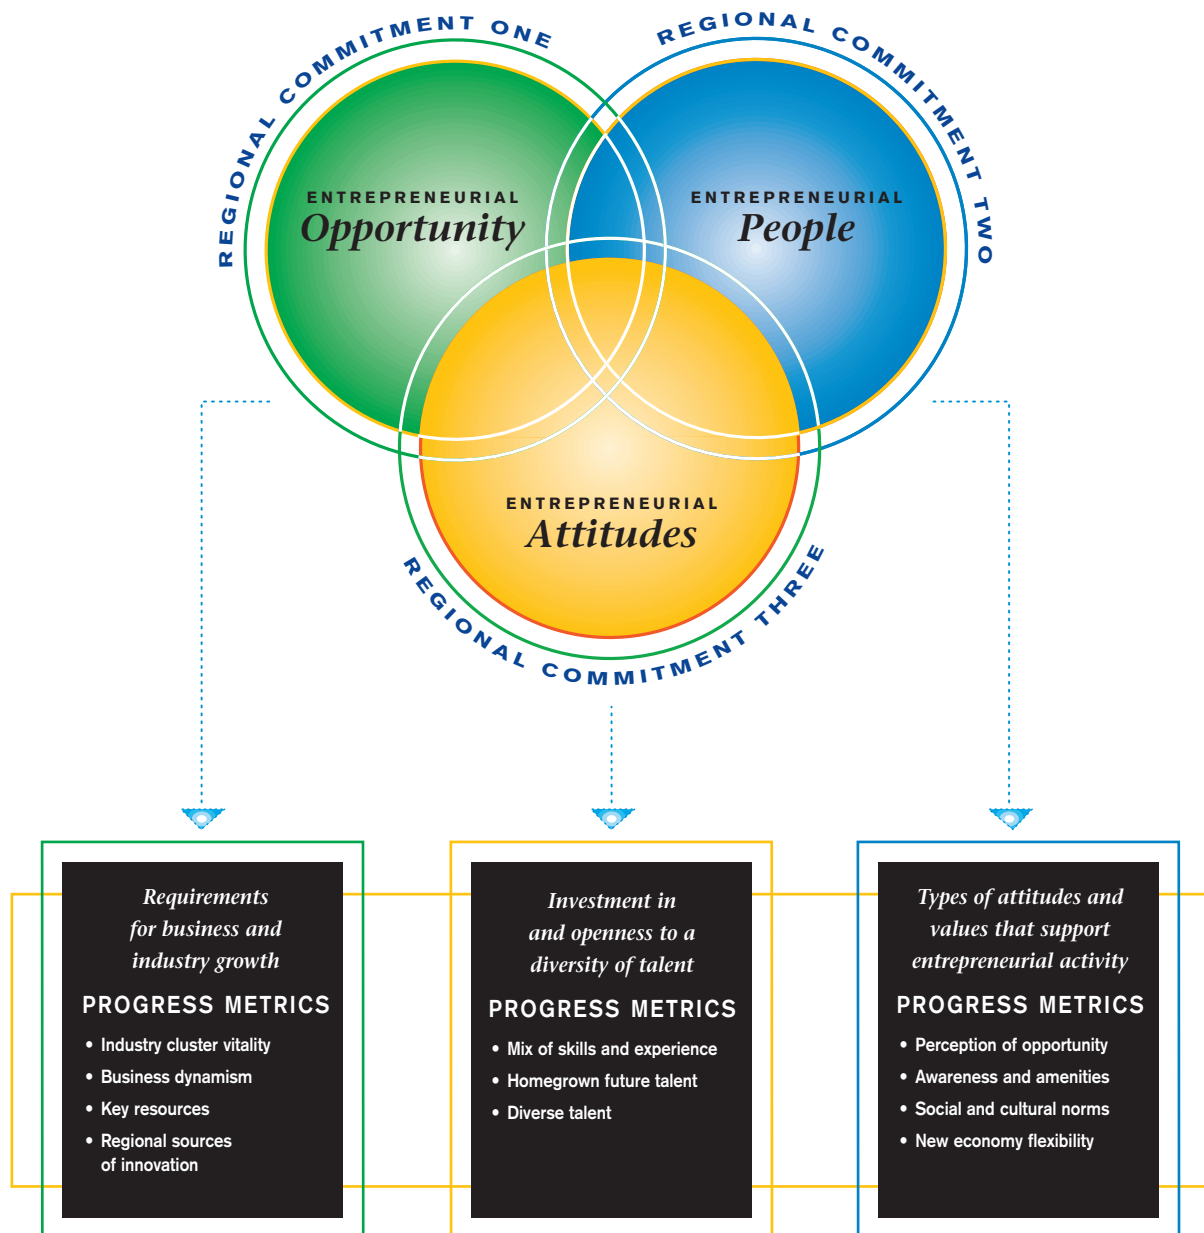 REGIONAL COMMITMENT ONE
REGIONAL COMMITMENT TWO
ENTREPRENEURIAL
Opportunity
ENTREPRENEURIAL
People
ENTREPRENEURIAL
Attitudes
REGIONAL COMMITMENT THREE
Requirements
for business and
industry growth
PROGRESS METRICS
• Industry cluster vitality
• Business dynamism
• Key resources
• Regional sources
of innovation
Investment in
and openness to a
diversity of talent
PROGRESS METRICS
• Mix of skills and experience
• Homegrown future talent
• Diverse talent
Types of attitudes and
values that support
entrepreneurial activity
PROGRESS METRICS
• Perception of opportunity
• Awareness and amenities
• Social and cultural norms
• New economy flexibility